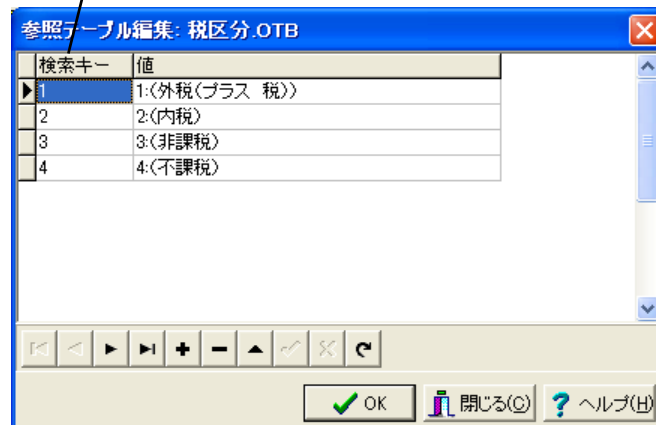 参照テーブル編集: 税区分.OTB
検索キー 値
1 1:(外税(プラス 税))
2 2:(内税)
3 3:(非課税)
4 4:(不課税)
OK 閉じる(C) ヘルプ(H)